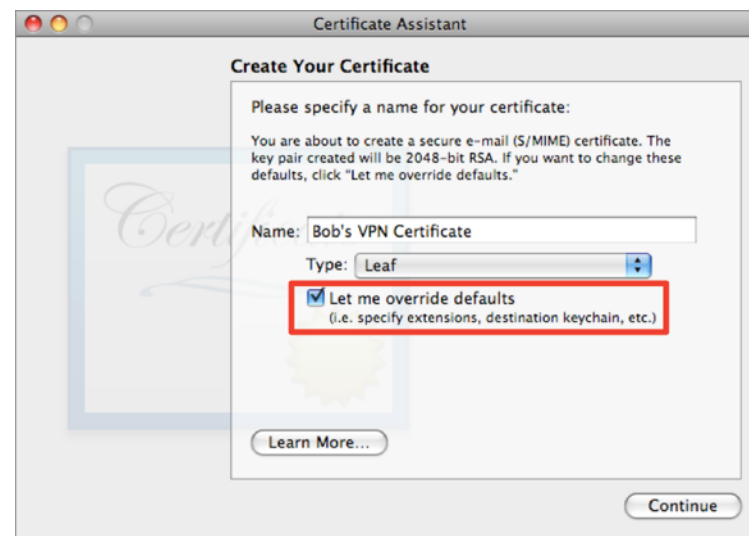 Certificate Assistant
Create Your Certificate
Please specify a name for your certificate:
You are about to create a secure e-mail (S/MIME) certificate. The
key pair created will be 2048-bit RSA. If you want to change these
defaults, click "Let me override defaults."
Certificate
Name: Bob's VPN Certificate
Type: Leaf
Let me override defaults
(i.e. specify extensions, destination keychain, etc.)
Learn More...
Continue